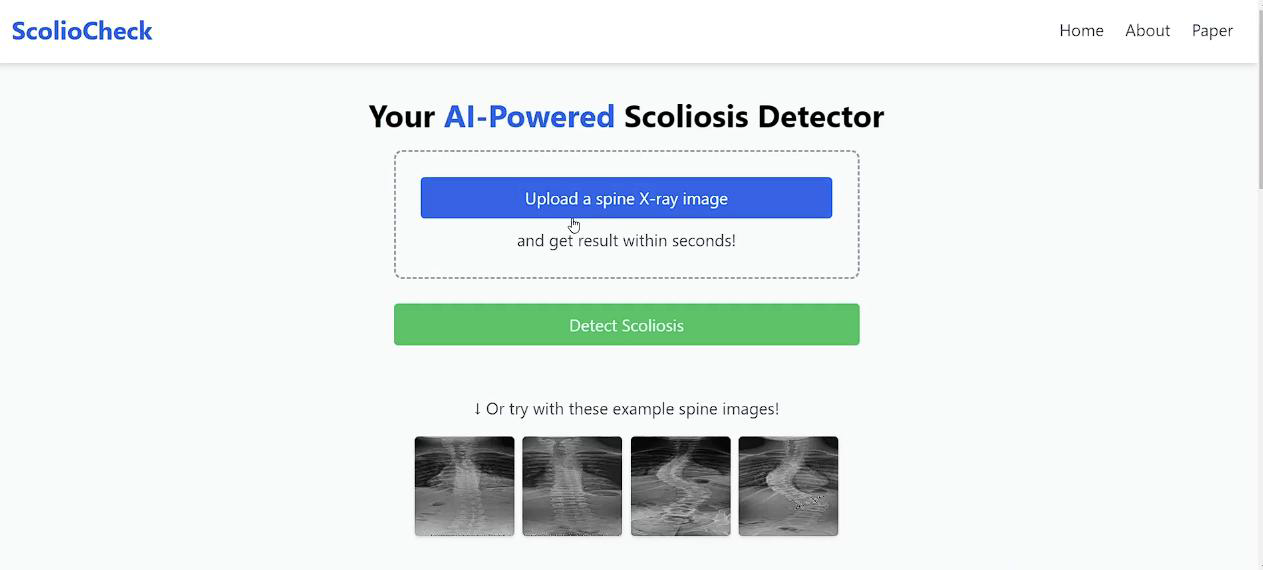 ScolioCheck
Home About Paper
Your AI-Powered Scoliosis Detector
Upload a spine X-ray image
and get result within seconds!
Detect Scoliosis
↓ Or try with these example spine images!